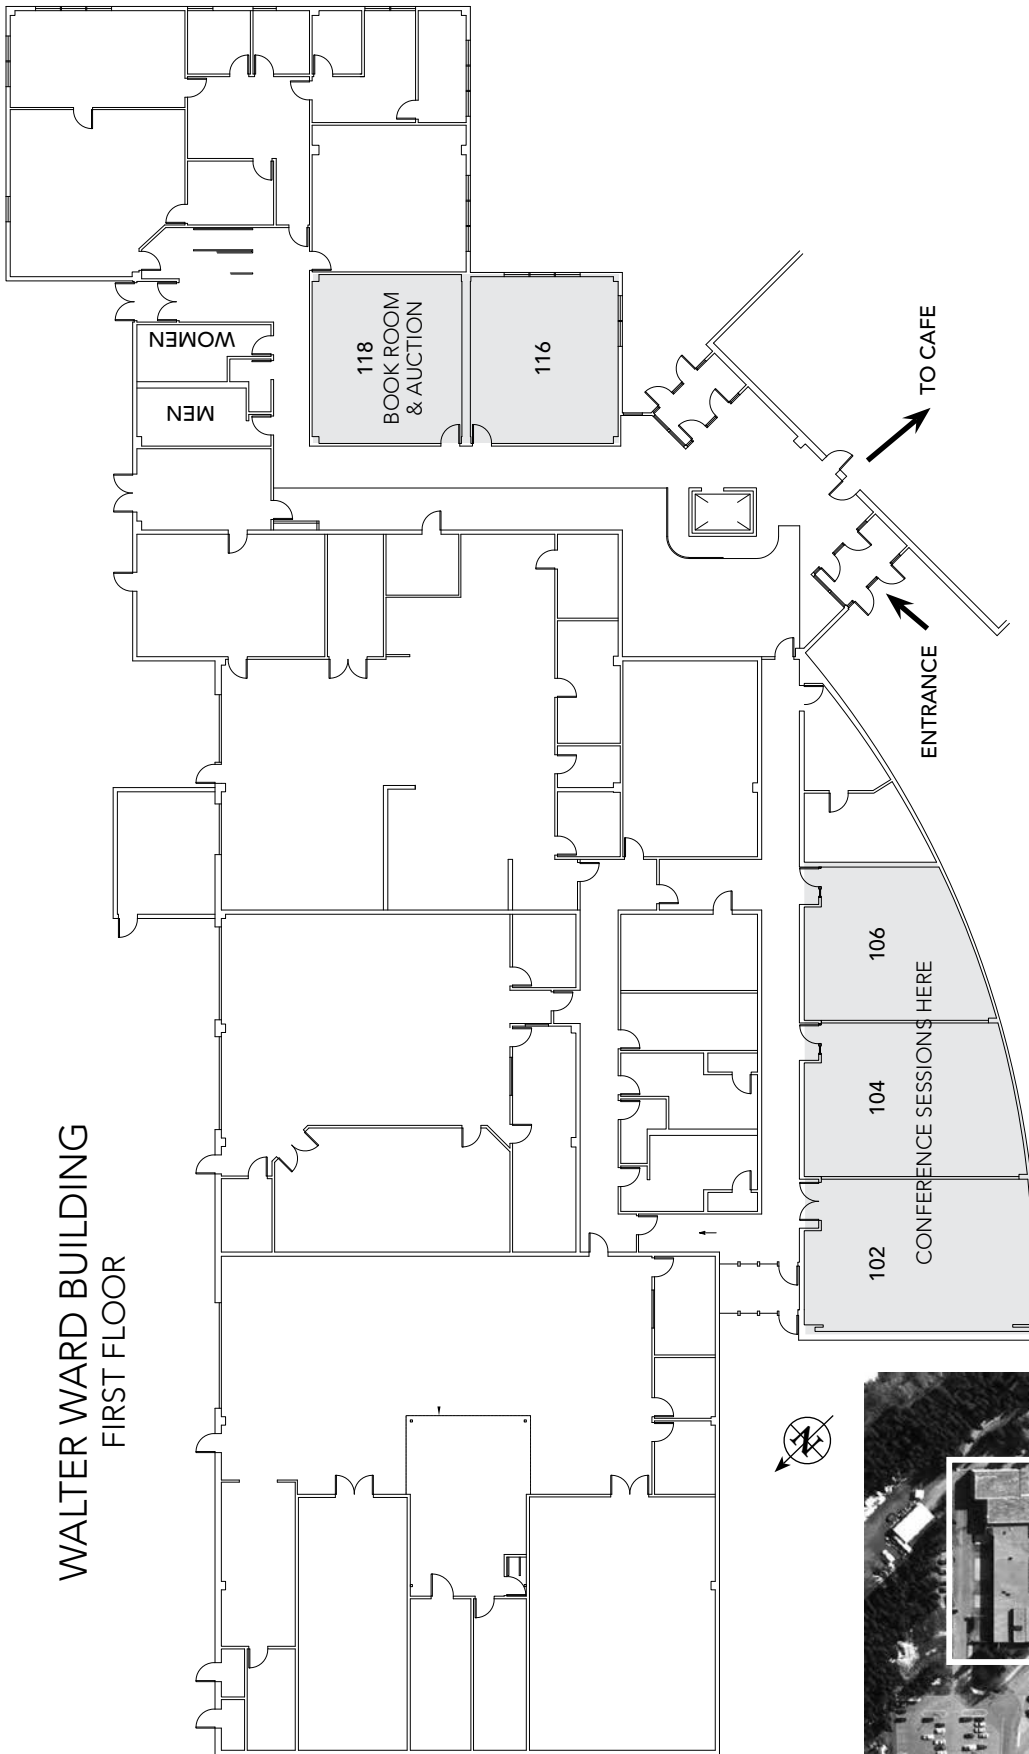 WALTER WARD BUILDING
FIRST FLOOR
WOMEN
MEN
118
BOOK ROOM
& AUCTION
116
TO CAFE
ENTRANCE
106
104
102
CONFERENCE SESSIONS HERE
N